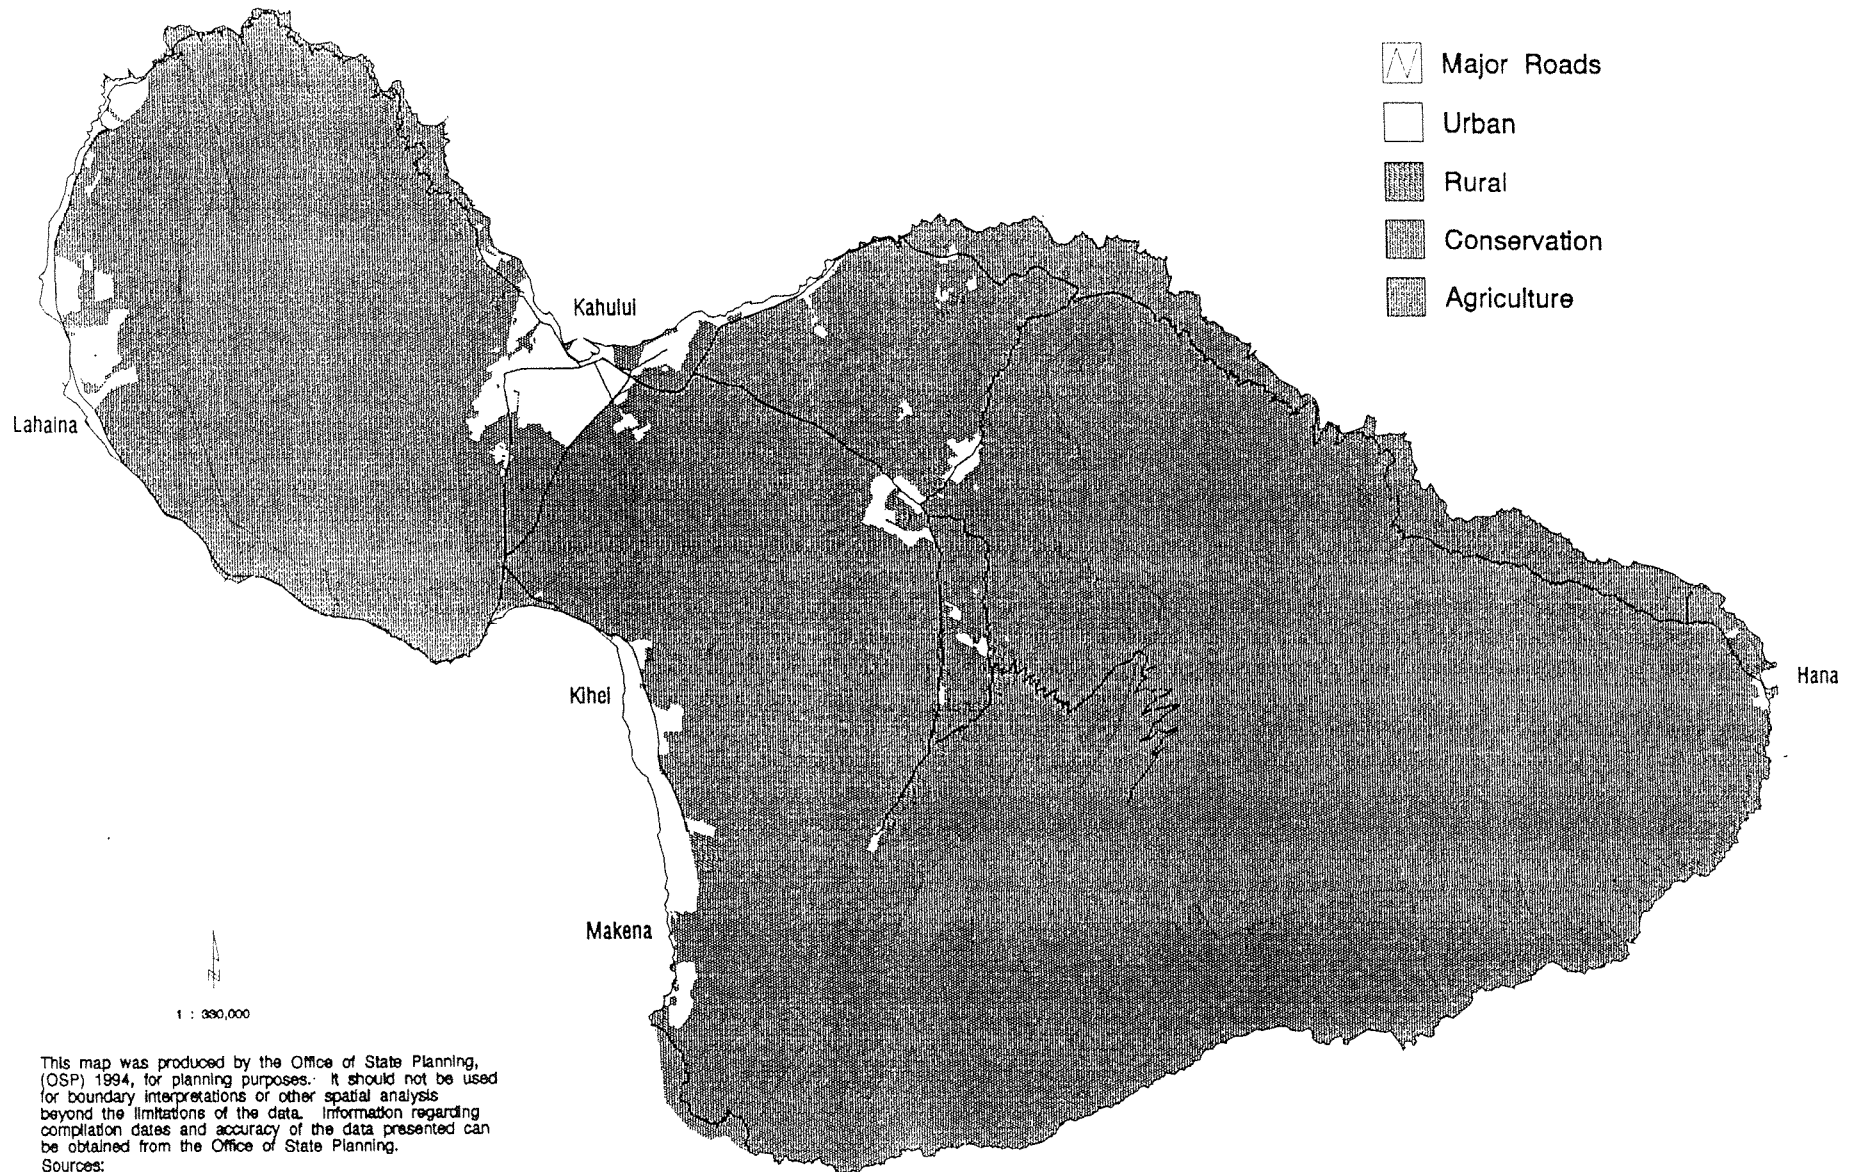 Major Roads
Urban
Rural
Conservation
Agriculture
Kahului
Lahaina
Kihei
Hana
Makena
N
1 : 330,000
This map was produced by the Office of State Planning,
(OSP) 1994, for planning purposes. It should not be used
for boundary interpretations or other spatial analysis
beyond the limitations of the data. Information regarding
compilation dates and accuracy of the data presented can
be obtained from the Office of State Planning.
Sources: